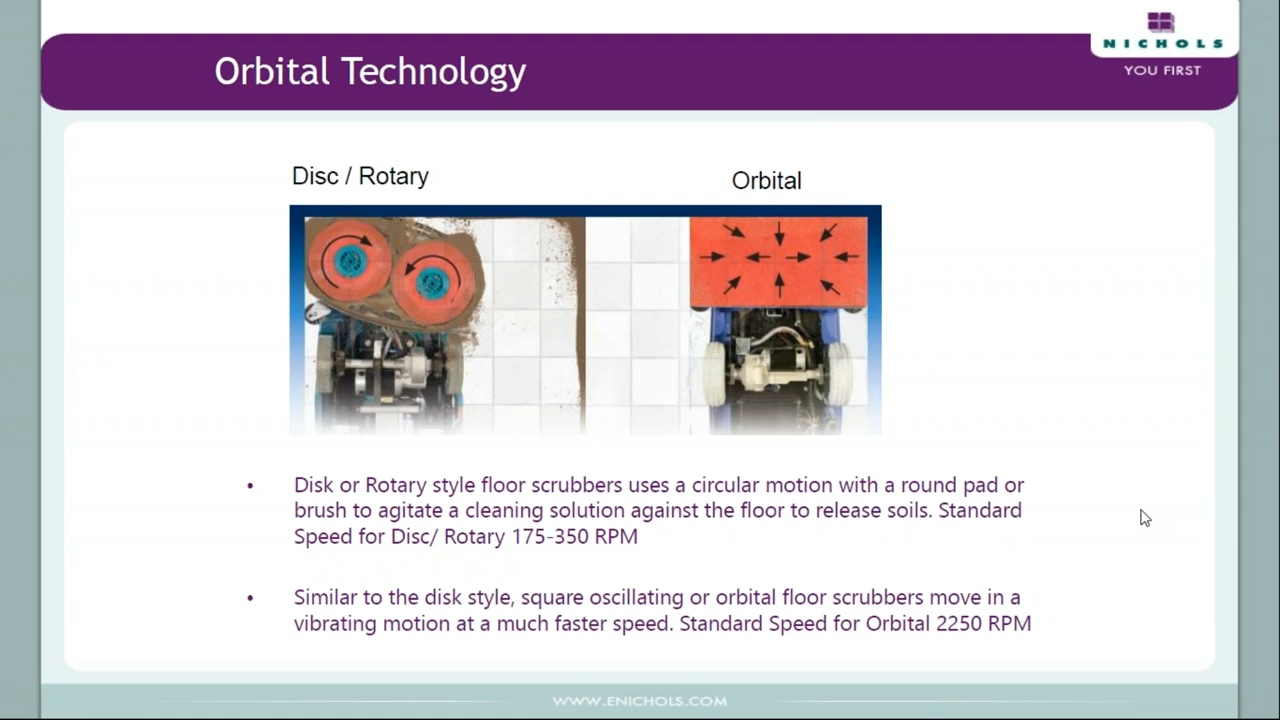 NICHOLS
YOU FIRST
Orbital Technology
Disc / Rotary
Orbital
• Disk or Rotary style floor scrubbers uses a circular motion with a round pad or
brush to agitate a cleaning solution against the floor to release soils. Standard
Speed for Disc/ Rotary 175-350 RPM
• Similar to the disk style, square oscillating or orbital floor scrubbers move in a
vibrating motion at a much faster speed. Standard Speed for Orbital 2250 RPM
WWW.ENICHOLS.COM